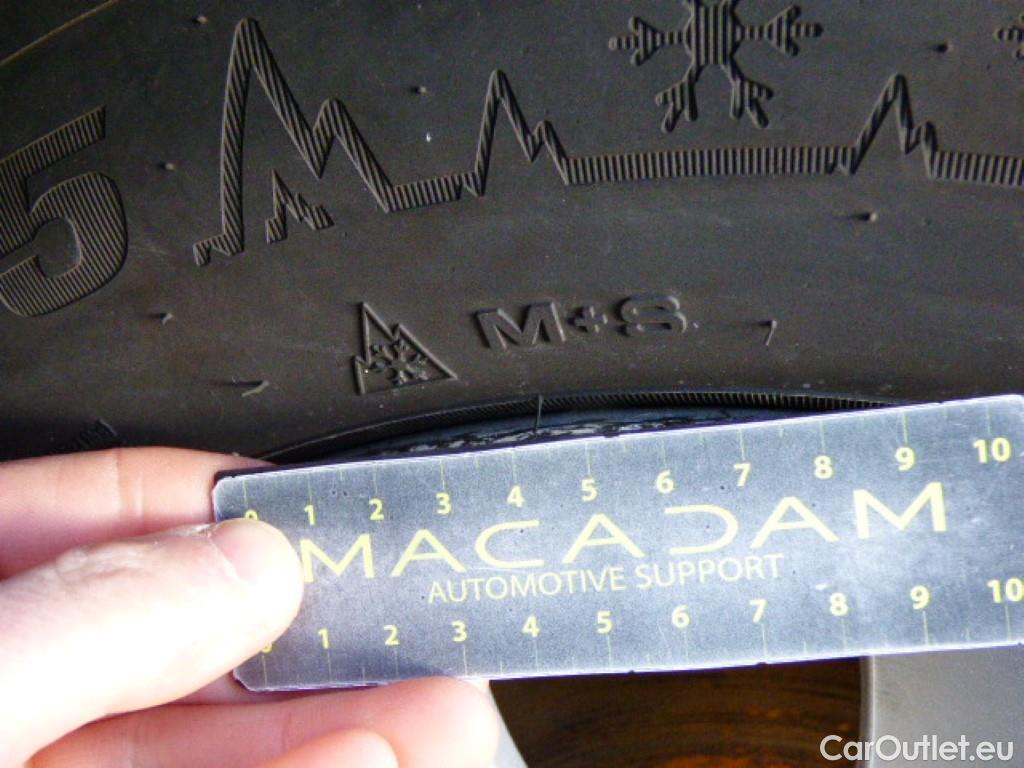 5
M+S
0 1 2 3 4 5 6 7 8 9 10
MACADAM
AUTOMOTIVE SUPPORT
0 1 2 3 4 5 6 7 8 9 10
CarOutlet.eu